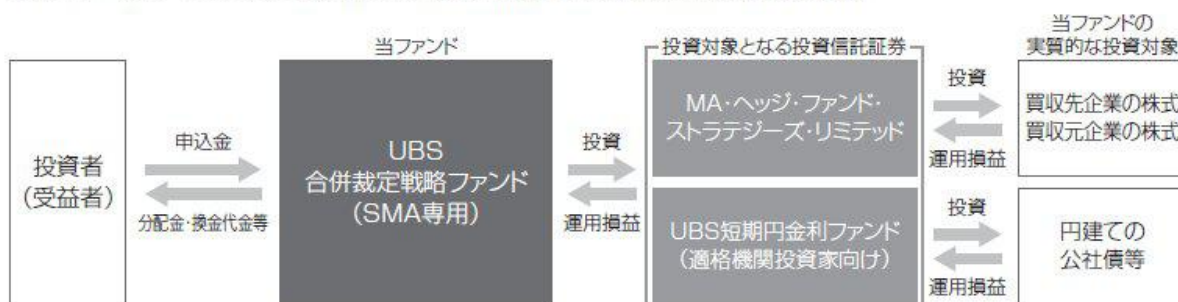 当ファンド
投資対象となる投資信託証券
当ファンドの
実質的な投資対象
投資者
(受益者)
申込金
分配金・換金代金等
UBS
合併裁定戦略ファンド
(SMA専用)
投資
運用損益
MA・ヘッジ・ファンド・
ストラテジーズ・リミテッド
投資
運用損益
買収先企業の株式
買収元企業の株式
UBS短期円金利ファンド
(適格機関投資家向け)
投資
運用損益
円建ての
公社債等